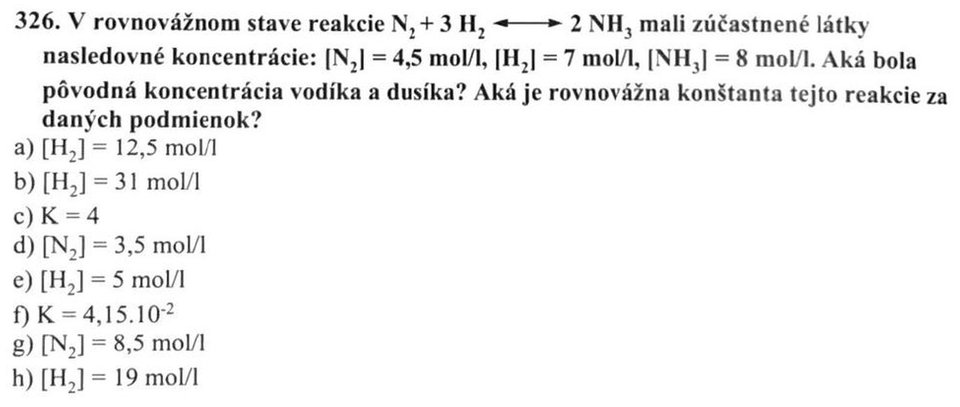 326. V rovnovážnom stave reakcie N₂ + 3 H₂ ⟷ 2 NH₃ mali zúčastnené látky
nasledovné koncentrácie: [N₂] = 4,5 mol/l, [H₂] = 7 mol/l, [NH₃] = 8 mol/l. Aká bola
pôvodná koncentrácia vodíka a dusíka? Aká je rovnovážna konštanta tejto reakcie za
daných podmienok?
a) [H₂] = 12,5 mol/l
b) [H₂] = 31 mol/l
c) K = 4
d) [N₂] = 3,5 mol/l
e) [H₂] = 5 mol/l
f) K = 4,15.10⁻²
g) [N₂] = 8,5 mol/l
h) [H₂] = 19 mol/l